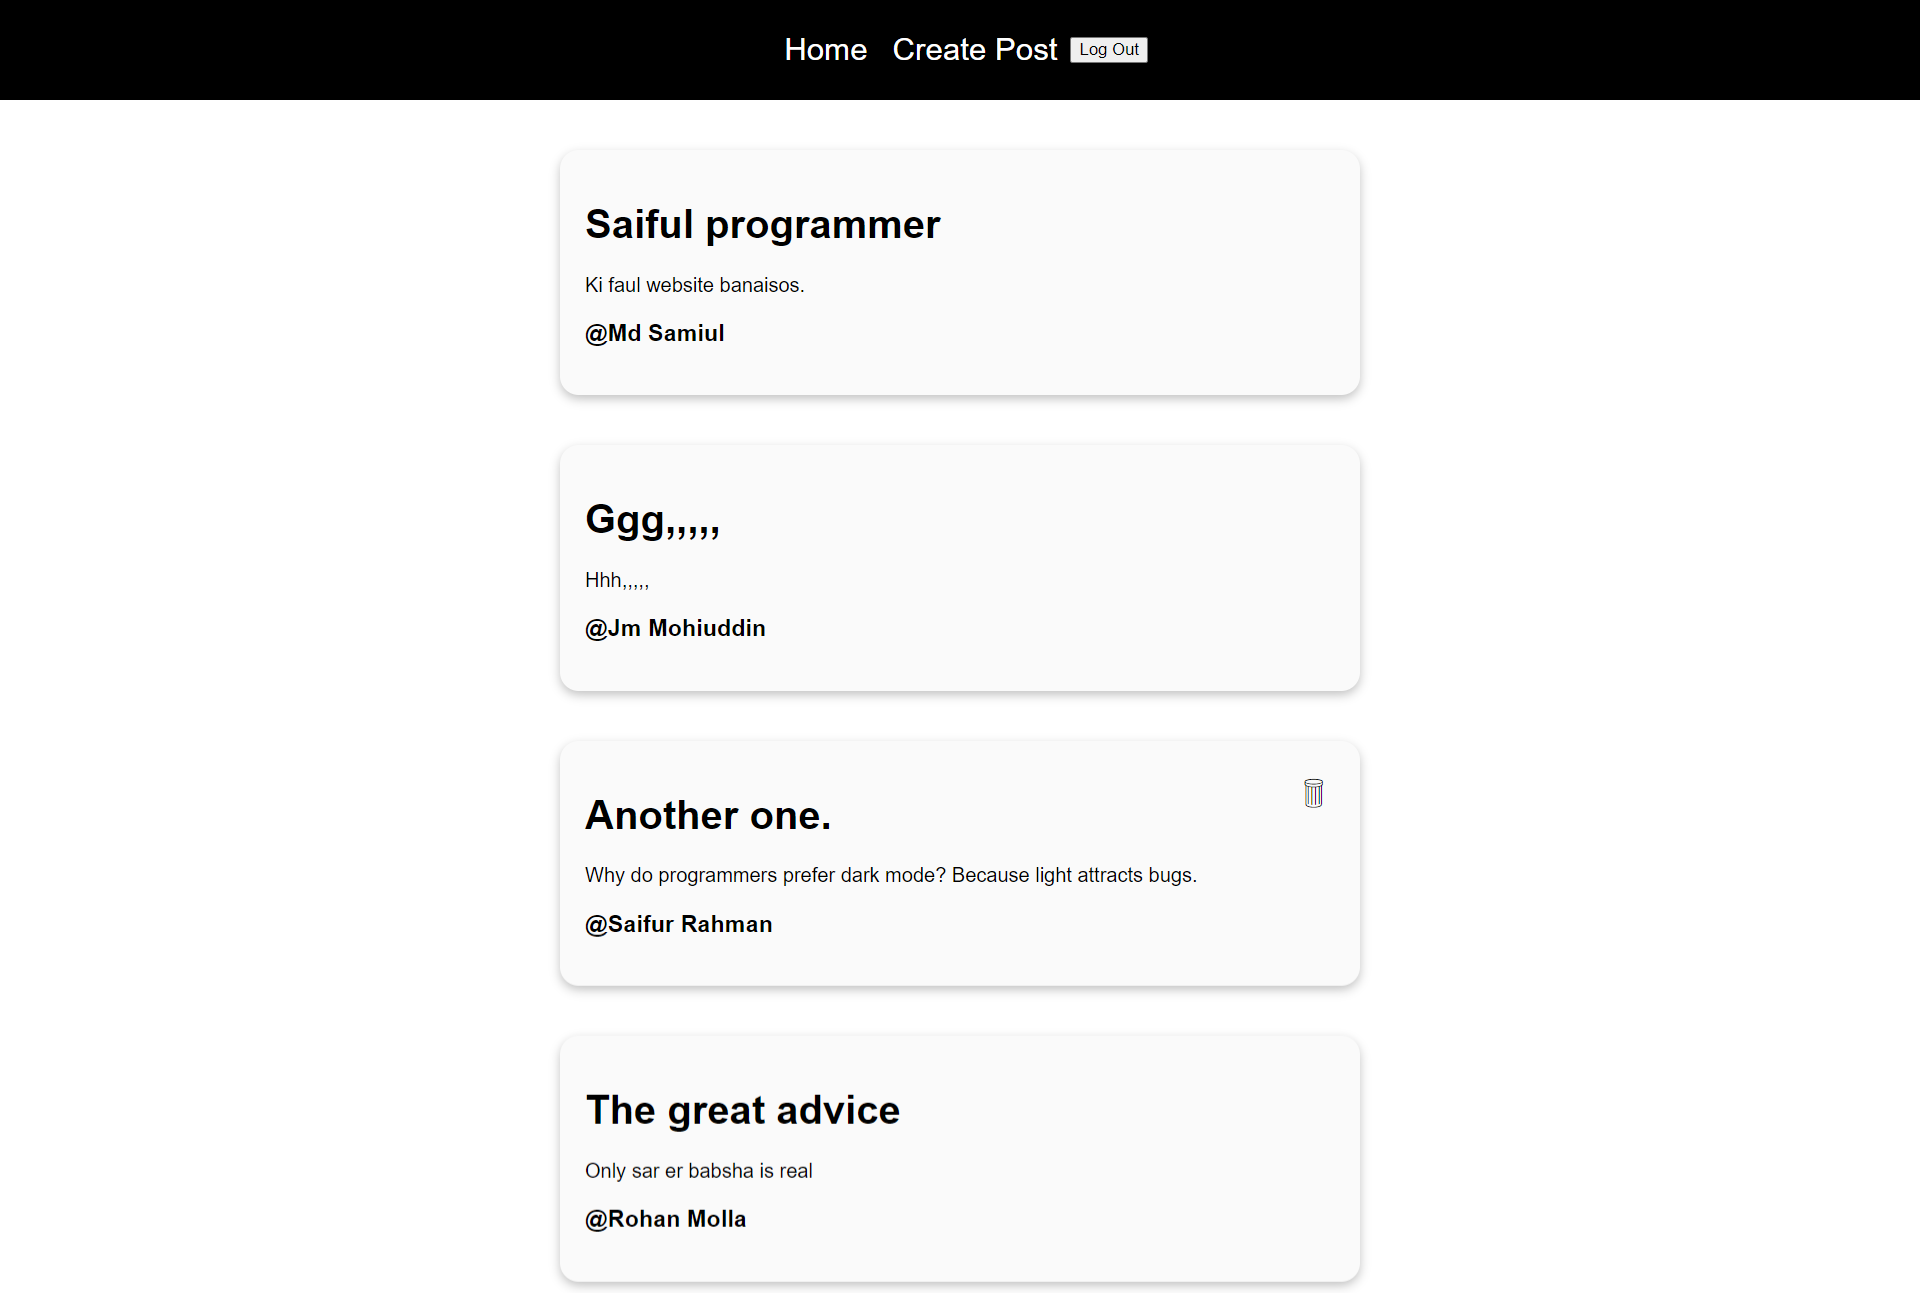 Home Create Post Log Out
Saiful programmer
Ki faul website banaisos.
@Md Samiul
Ggg,,,,,
Hhh,,,,,
@Jm Mohiuddin
Another one.
Why do programmers prefer dark mode? Because light attracts bugs.
@Saifur Rahman
The great advice
Only sar er babsha is real
@Rohan Molla